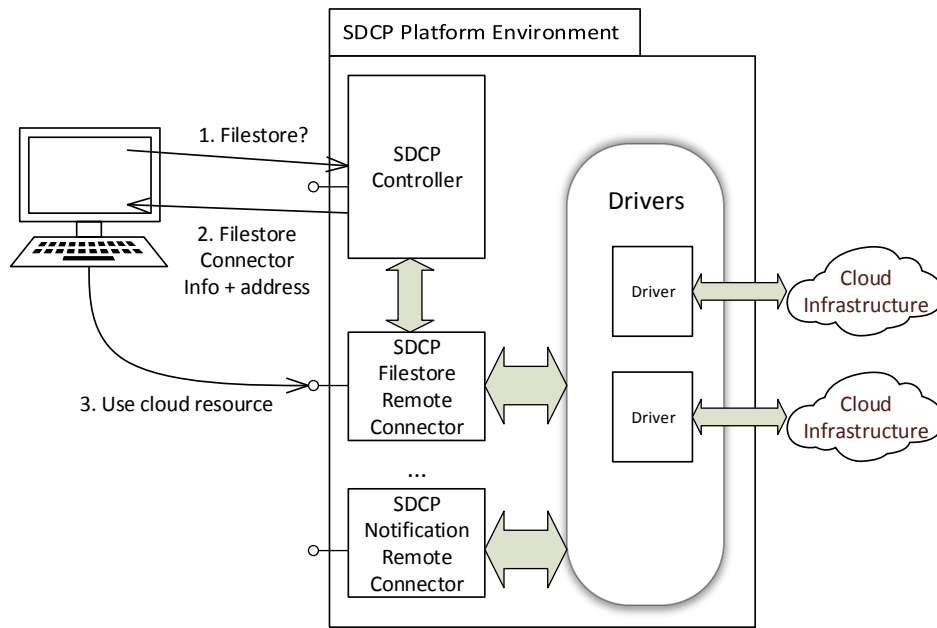 SDCP Platform Environment
1. Filestore?
SDCP
Controller
2. Filestore
Connector
Info + address
Drivers
Driver
Cloud
Infrastructure
SDCP
Filestore
Remote
Connector
3. Use cloud resource
Driver
Cloud
Infrastructure
...
SDCP
Notification
Remote
Connector